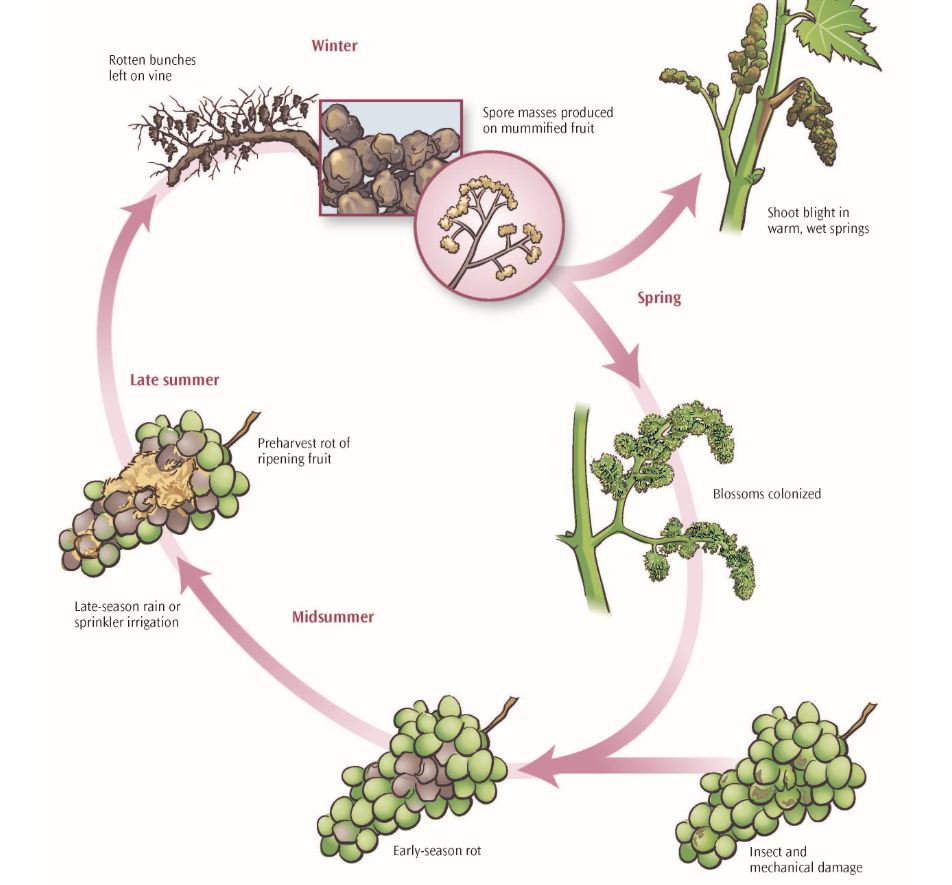 Winter
Rotten bunches
left on vine
Spore masses produced
on mummified fruit
Shoot blight in
warm, wet springs
Spring
Late summer
Preharvest rot of
ripening fruit
Blossoms colonized
Late-season rain or
sprinkler irrigation
Midsummer
Early-season rot
Insect and
mechanical damage